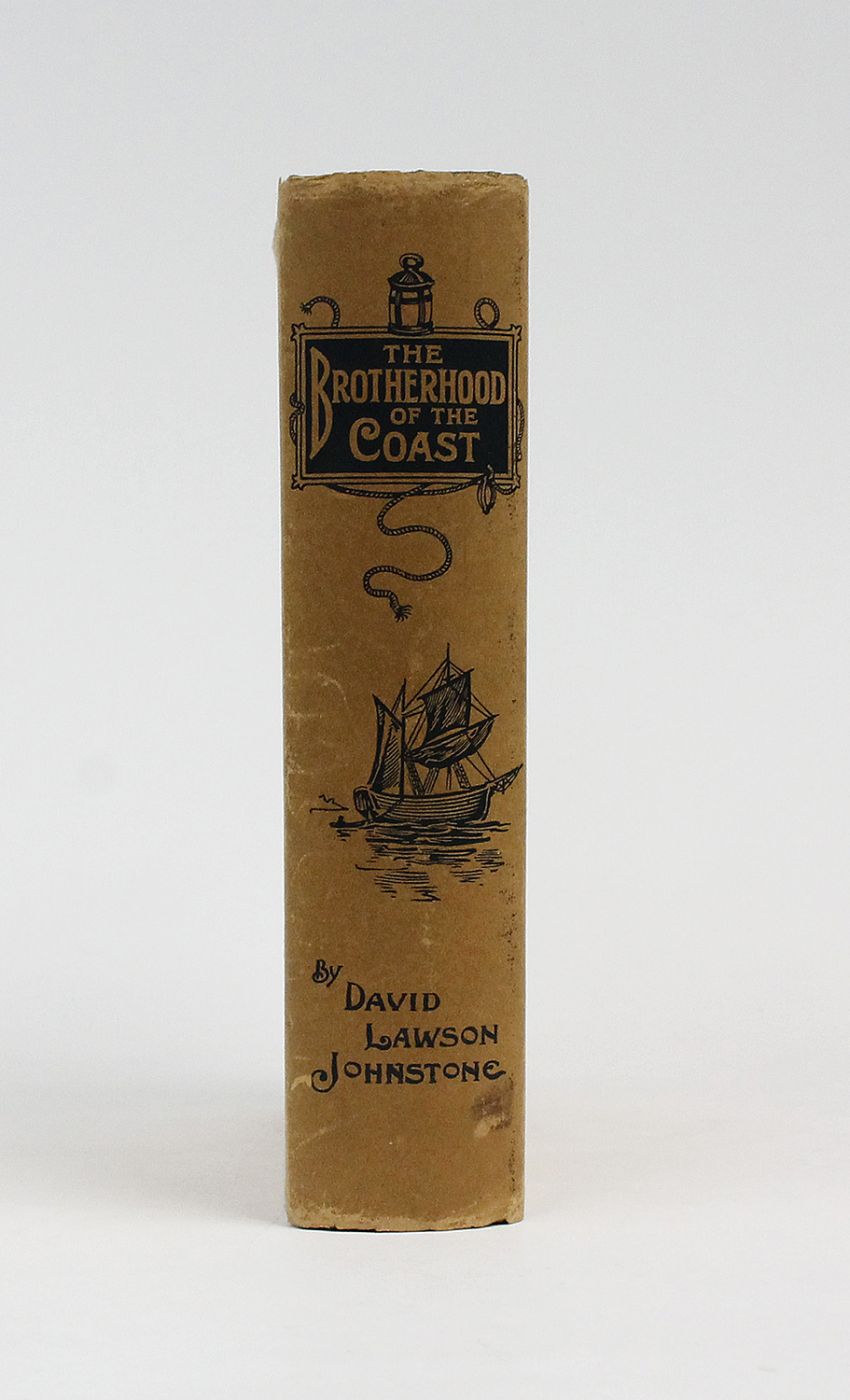 THE
BROTHERHOOD
OF THE
COAST
By
DAVID
LAWSON
JOHNSTONE